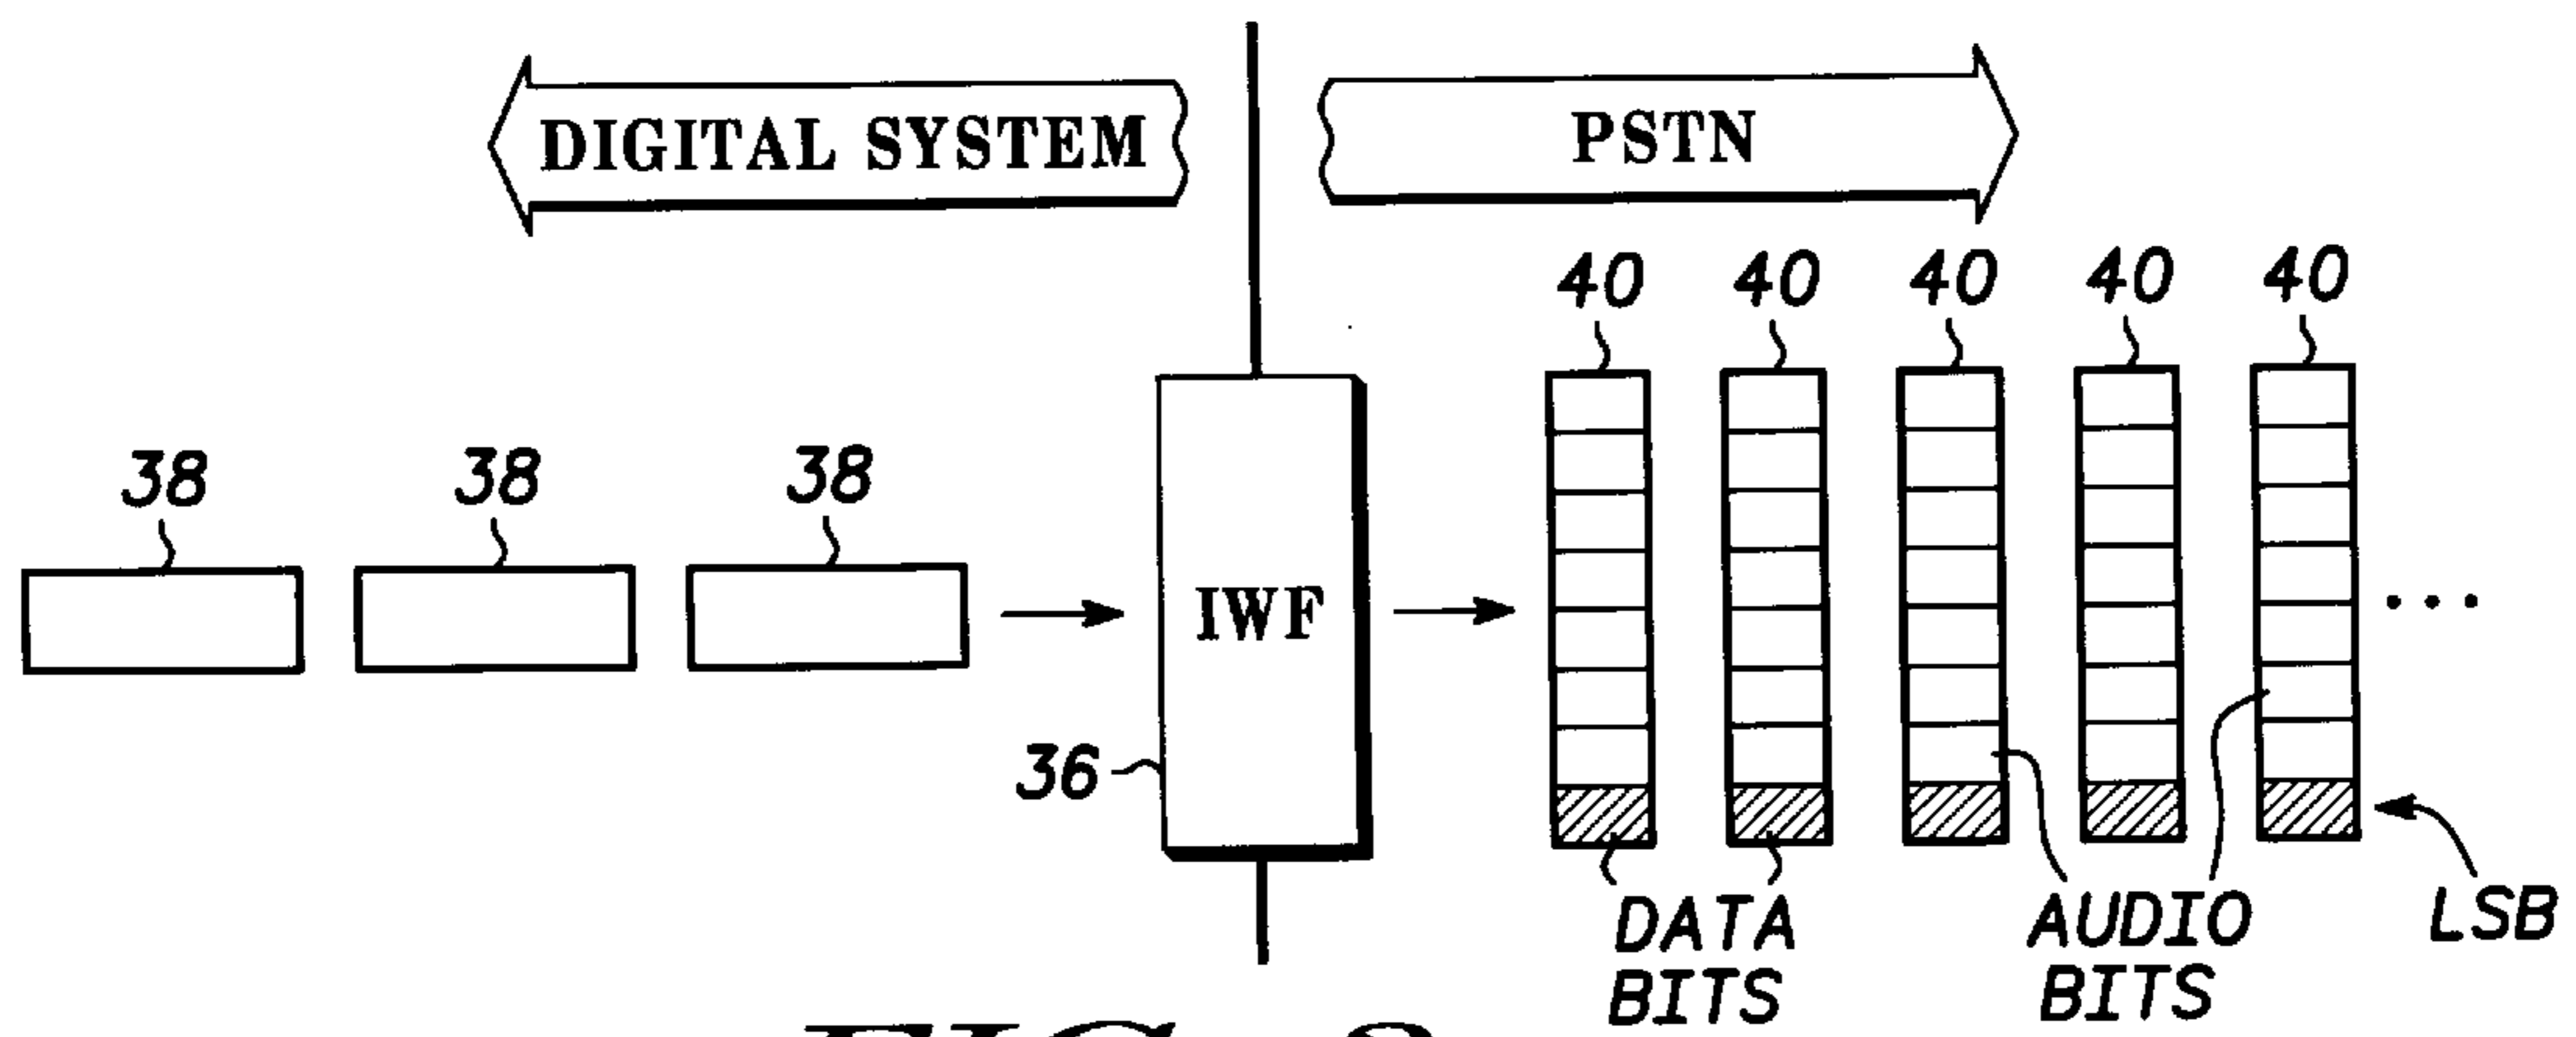 DIGITAL SYSTEM
PSTN
40 40 40 40 40
38 38 38
IWF
36
DATA
BITS
AUDIO
BITS
LSB